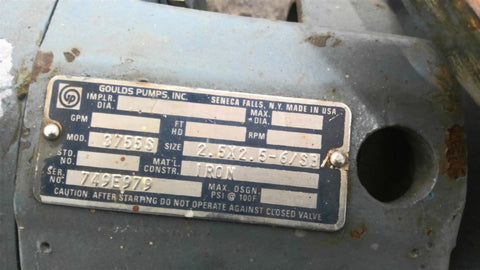 GOULDS PUMPS, INC. SENECA FALLS, N.Y. MADE IN USA
IMPLR. DIA. MAX. DIA.
GPM FT HD RPM
MOD. 3755S SIZE 2.5X2.5-6/SB
STD NO. MAT'L. CONSTR. IRON
SER. NO. 749E979 MAX. DSGN. PSI @ 100F
CAUTION: AFTER STARTING DO NOT OPERATE AGAINST CLOSED VALVE